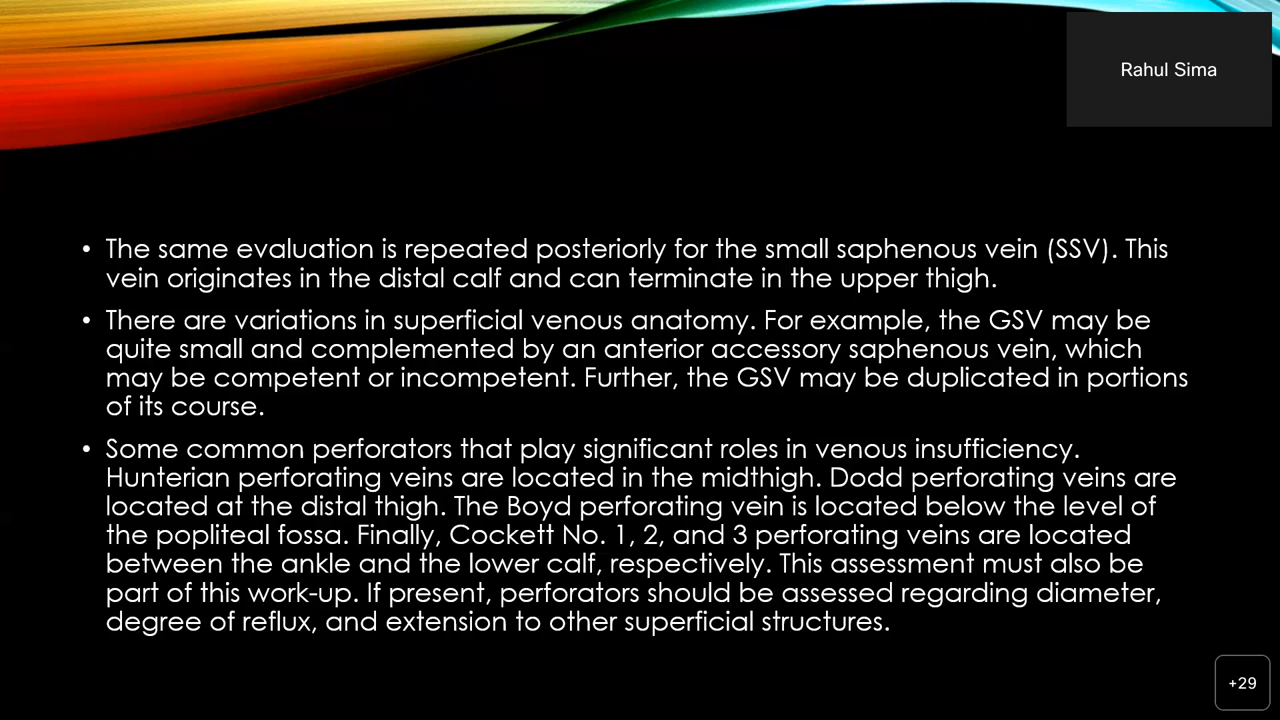 Rahul Sima
• The same evaluation is repeated posteriorly for the small saphenous vein (SSV). This
vein originates in the distal calf and can terminate in the upper thigh.
• There are variations in superficial venous anatomy. For example, the GSV may be
quite small and complemented by an anterior accessory saphenous vein, which
may be competent or incompetent. Further, the GSV may be duplicated in portions
of its course.
• Some common perforators that play significant roles in venous insufficiency.
Hunterian perforating veins are located in the midthigh. Dodd perforating veins are
located at the distal thigh. The Boyd perforating vein is located below the level of
the popliteal fossa. Finally, Cockett No. 1, 2, and 3 perforating veins are located
between the ankle and the lower calf, respectively. This assessment must also be
part of this work-up. If present, perforators should be assessed regarding diameter,
degree of reflux, and extension to other superficial structures.
+29